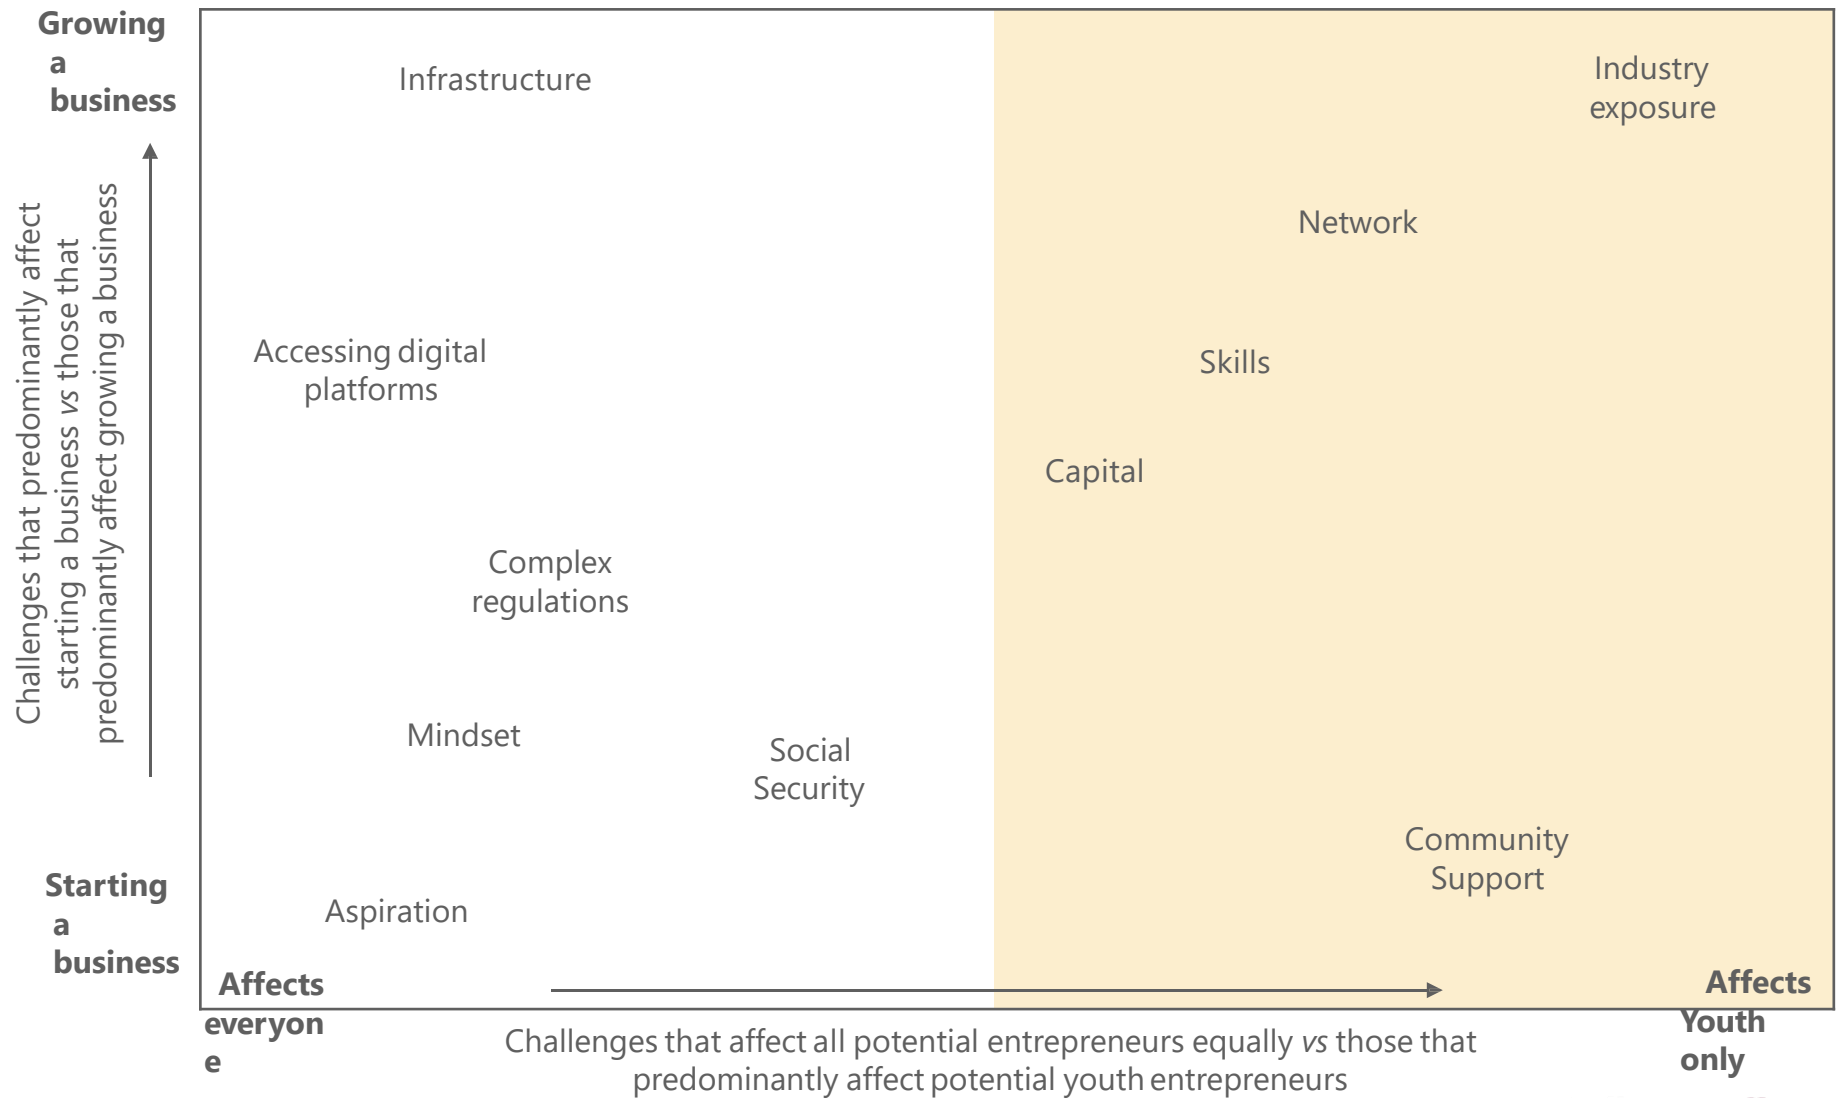 Growing
a
business
Infrastructure
Industry
exposure
Network
Challenges that predominantly affect
starting a business vs those that
predominantly affect growing a business
Accessing digital
platforms
Skills
Capital
Complex
regulations
Mindset
Social
Security
Community
Support
Starting
a
business
Aspiration
Affects
everyon
e
Affects
Youth
only
Challenges that affect all potential entrepreneurs equally vs those that
predominantly affect potential youth entrepreneurs